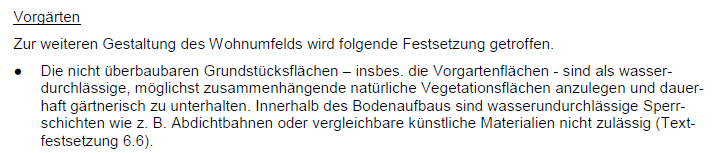 Vorgärten
Zur weiteren Gestaltung des Wohnumfelds wird folgende Festsetzung getroffen.
● Die nicht überbaubaren Grundstücksflächen – insbes. die Vorgartenflächen - sind als wasser-
durchlässige, möglichst zusammenhängende natürliche Vegetationsflächen anzulegen und dauer-
haft gärtnerisch zu unterhalten. Innerhalb des Bodenaufbaus sind wasserundurchlässige Sperr-
schichten wie z. B. Abdichtbahnen oder vergleichbare künstliche Materialien nicht zulässig (Text-
festsetzung 6.6).